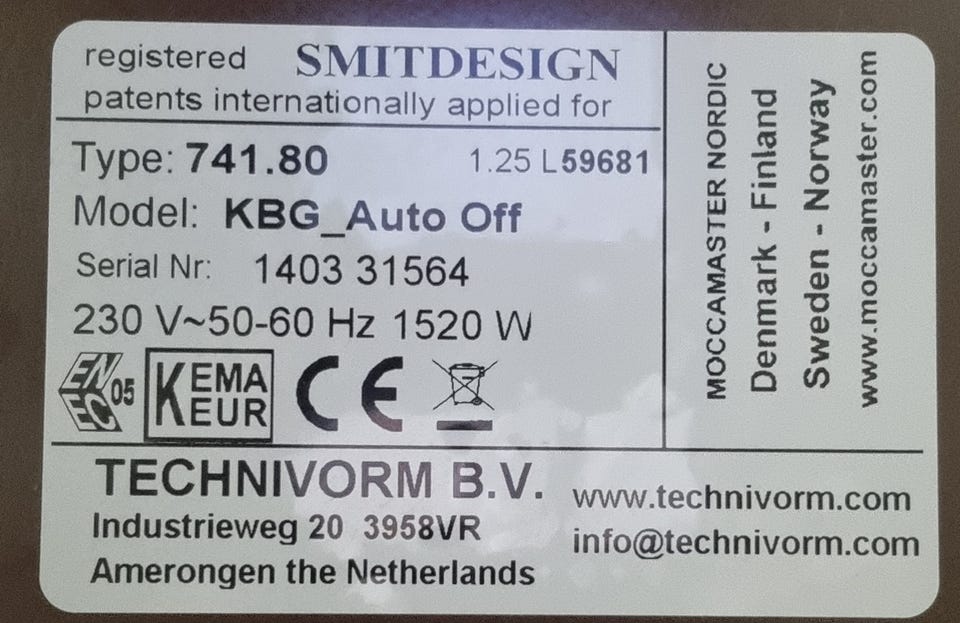 registered SMITDESIGN
patents internationally applied for
Type: 741.80 1.25 L59681
Model: KBG_Auto Off
Serial Nr: 1403 31564
230 V~50-60 Hz 1520 W
ENEC 05 KEMA KEUR CE
MOCCAMASTER NORDIC
Denmark - Finland
Sweden - Norway
www.moccamaster.com
TECHNIVORM B.V.
Industrieweg 20 3958VR
Amerongen the Netherlands
www.technivorm.com
info@technivorm.com